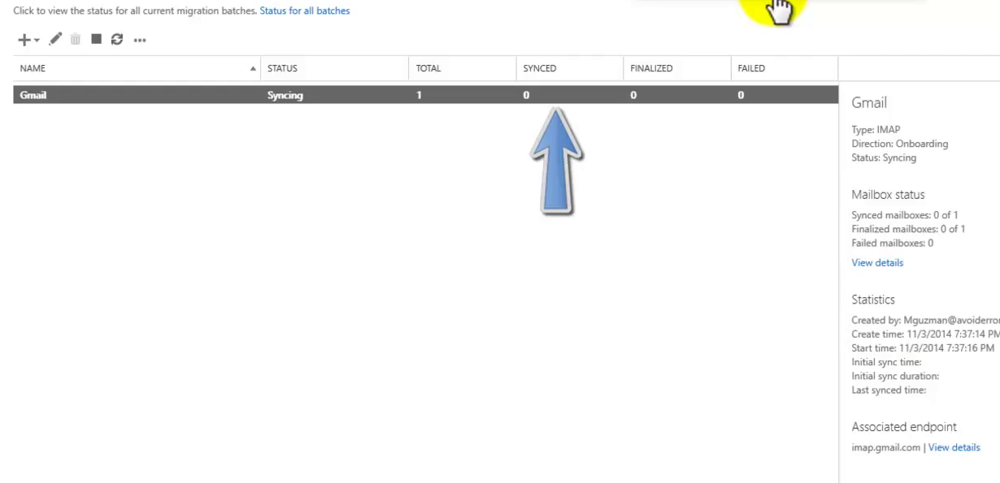 Click to view the status for all current migration batches. Status for all batches
NAME STATUS TOTAL SYNCED FINALIZED FAILED
Gmail Syncing 1 0 0 0
Gmail
Type: IMAP
Direction: Onboarding
Status: Syncing
Mailbox status
Synced mailboxes: 0 of 1
Finalized mailboxes: 0 of 1
Failed mailboxes: 0
View details
Statistics
Created by: Mguzman@avoiderro
Create time: 11/3/2014 7:37:14 PM
Start time: 11/3/2014 7:37:16 PM
Initial sync time:
Initial sync duration:
Last synced time:
Associated endpoint
imap.gmail.com | View details